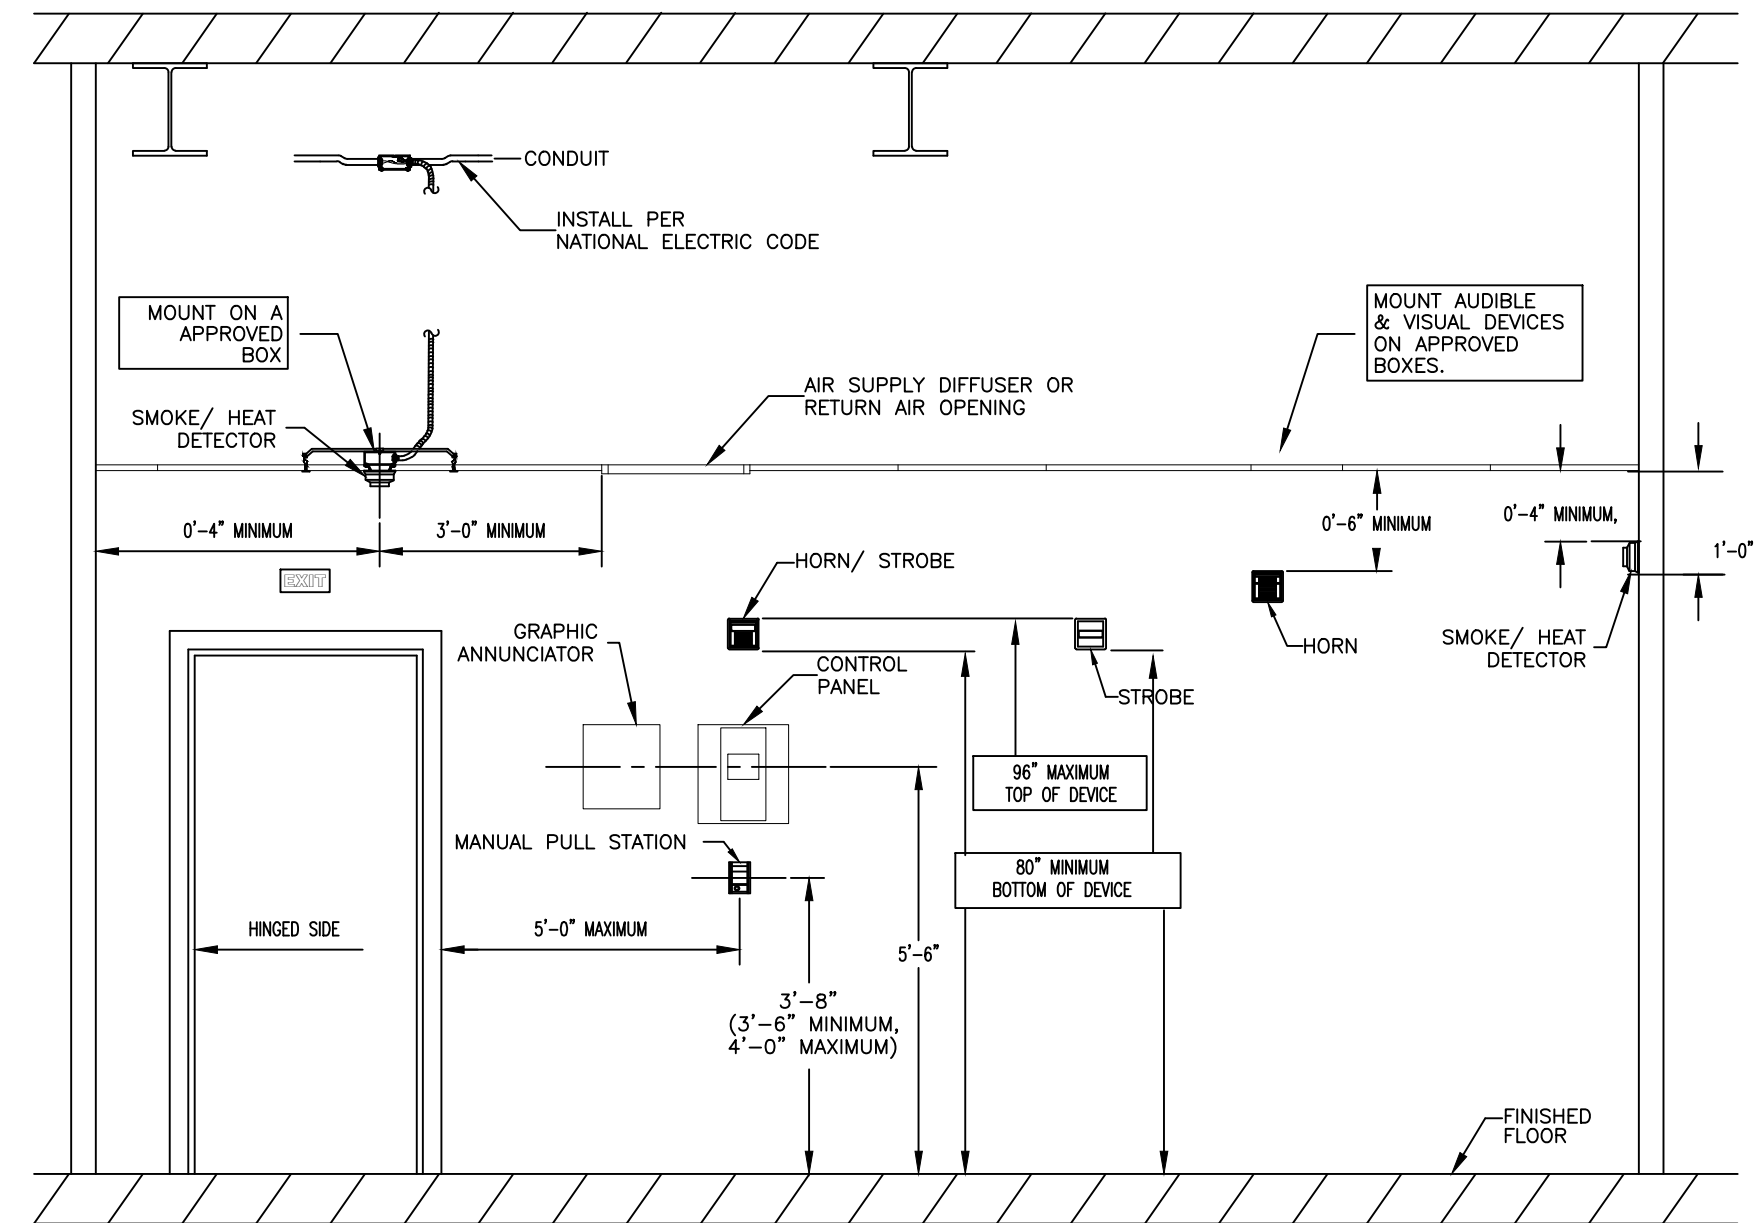 CONDUIT
INSTALL PER
NATIONAL ELECTRIC CODE
MOUNT ON A
APPROVED
BOX
MOUNT AUDIBLE
& VISUAL DEVICES
ON APPROVED
BOXES.
AIR SUPPLY DIFFUSER OR
RETURN AIR OPENING
SMOKE/ HEAT
DETECTOR
0'-4" MINIMUM
3'-0" MINIMUM
0'-6" MINIMUM
0'-4" MINIMUM,
1'-0"
HORN/ STROBE
EXIT
GRAPHIC
ANNUNCIATOR
CONTROL
PANEL
HORN
SMOKE/ HEAT
DETECTOR
STROBE
96" MAXIMUM
TOP OF DEVICE
MANUAL PULL STATION
80" MINIMUM
BOTTOM OF DEVICE
HINGED SIDE
5'-0" MAXIMUM
5'-6"
3'-8"
(3'-6" MINIMUM,
4'-0" MAXIMUM)
FINISHED
FLOOR